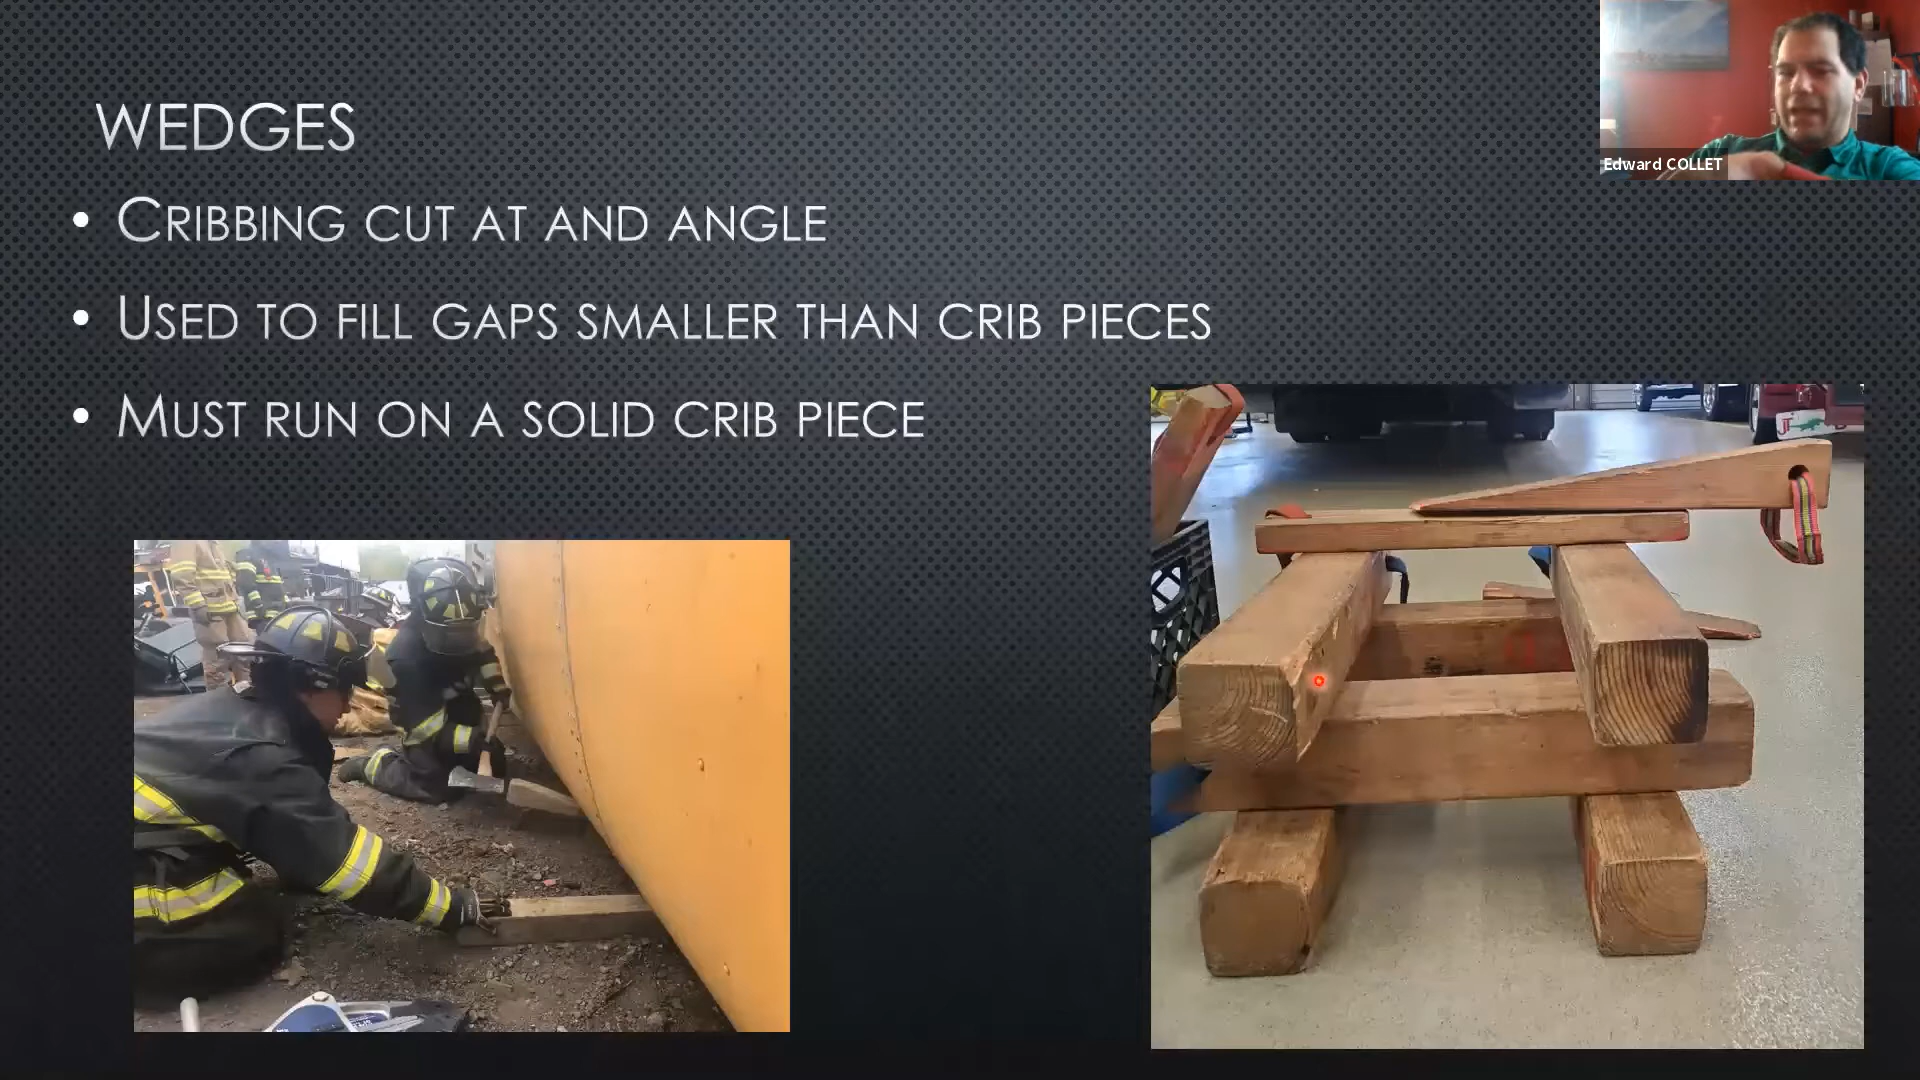 WEDGES
• CRIBBING CUT AT AND ANGLE
• USED TO FILL GAPS SMALLER THAN CRIB PIECES
• MUST RUN ON A SOLID CRIB PIECE
Edward COLLET